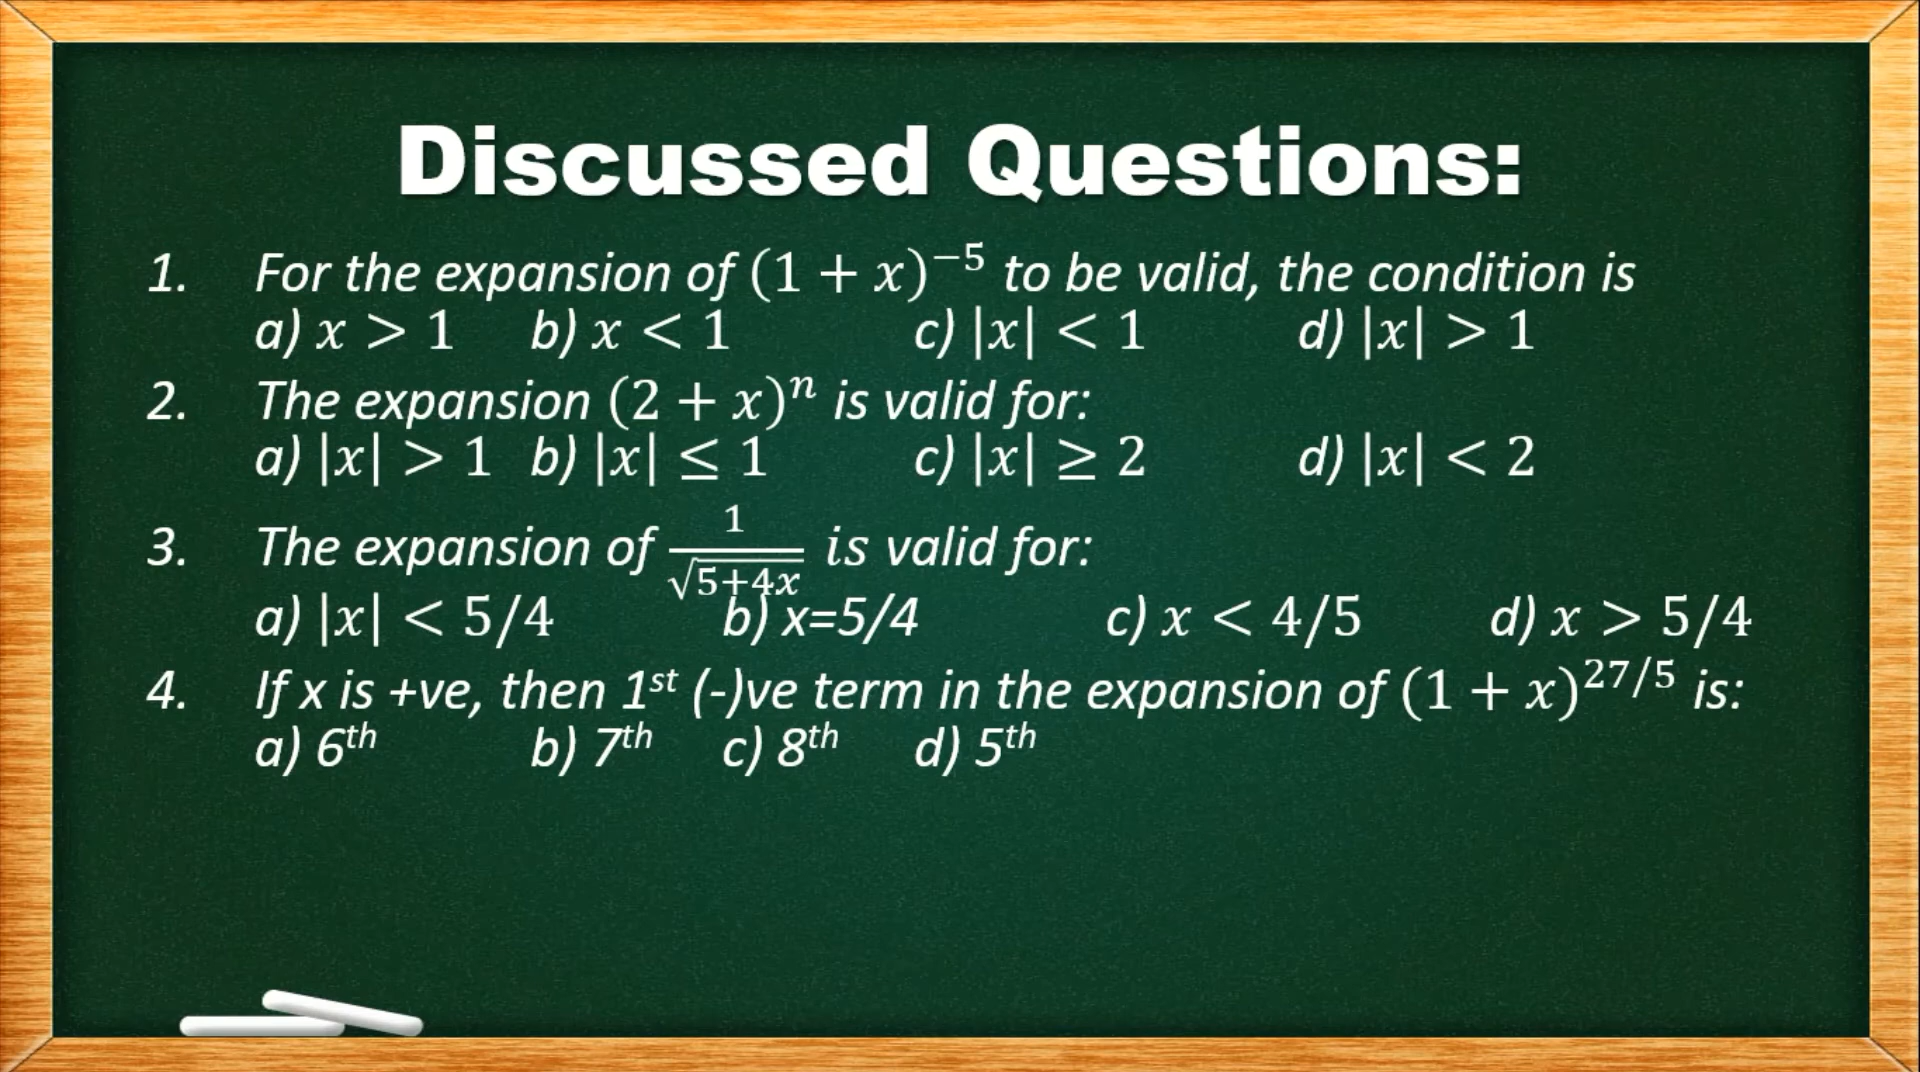 Discussed Questions:
1. For the expansion of (1 + x)⁻⁵ to be valid, the condition is
a) x > 1 b) x < 1 c) |x| < 1 d) |x| > 1
2. The expansion (2 + x)ⁿ is valid for:
a) |x| > 1 b) |x| ≤ 1 c) |x| ≥ 2 d) |x| < 2
3. The expansion of 1/√(5+4x) is valid for:
a) |x| < 5/4 b) x=5/4 c) x < 4/5 d) x > 5/4
4. If x is +ve, then 1ˢᵗ (-)ve term in the expansion of (1 + x)^27/5 is:
a) 6ᵗʰ b) 7ᵗʰ c) 8ᵗʰ d) 5ᵗʰ